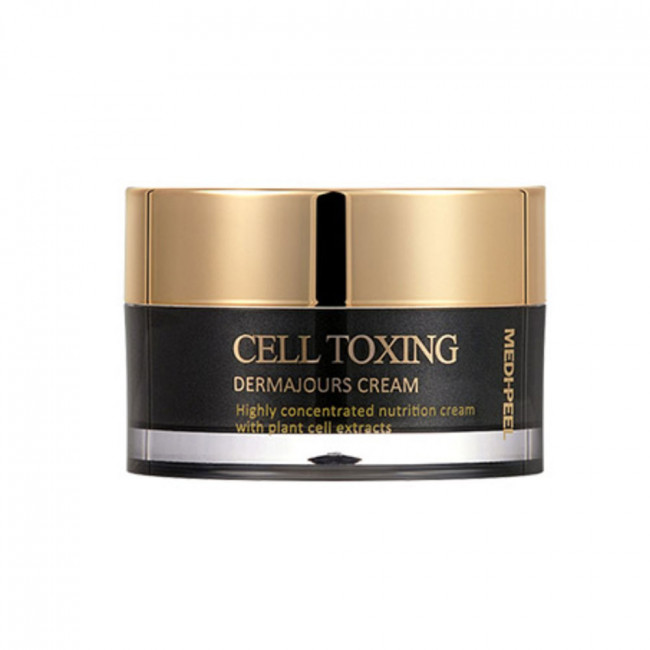 CELL TOXING
DERMAJOURS CREAM
Highly concentrated nutrition cream
with plant cell extracts
MEDI-PEEL